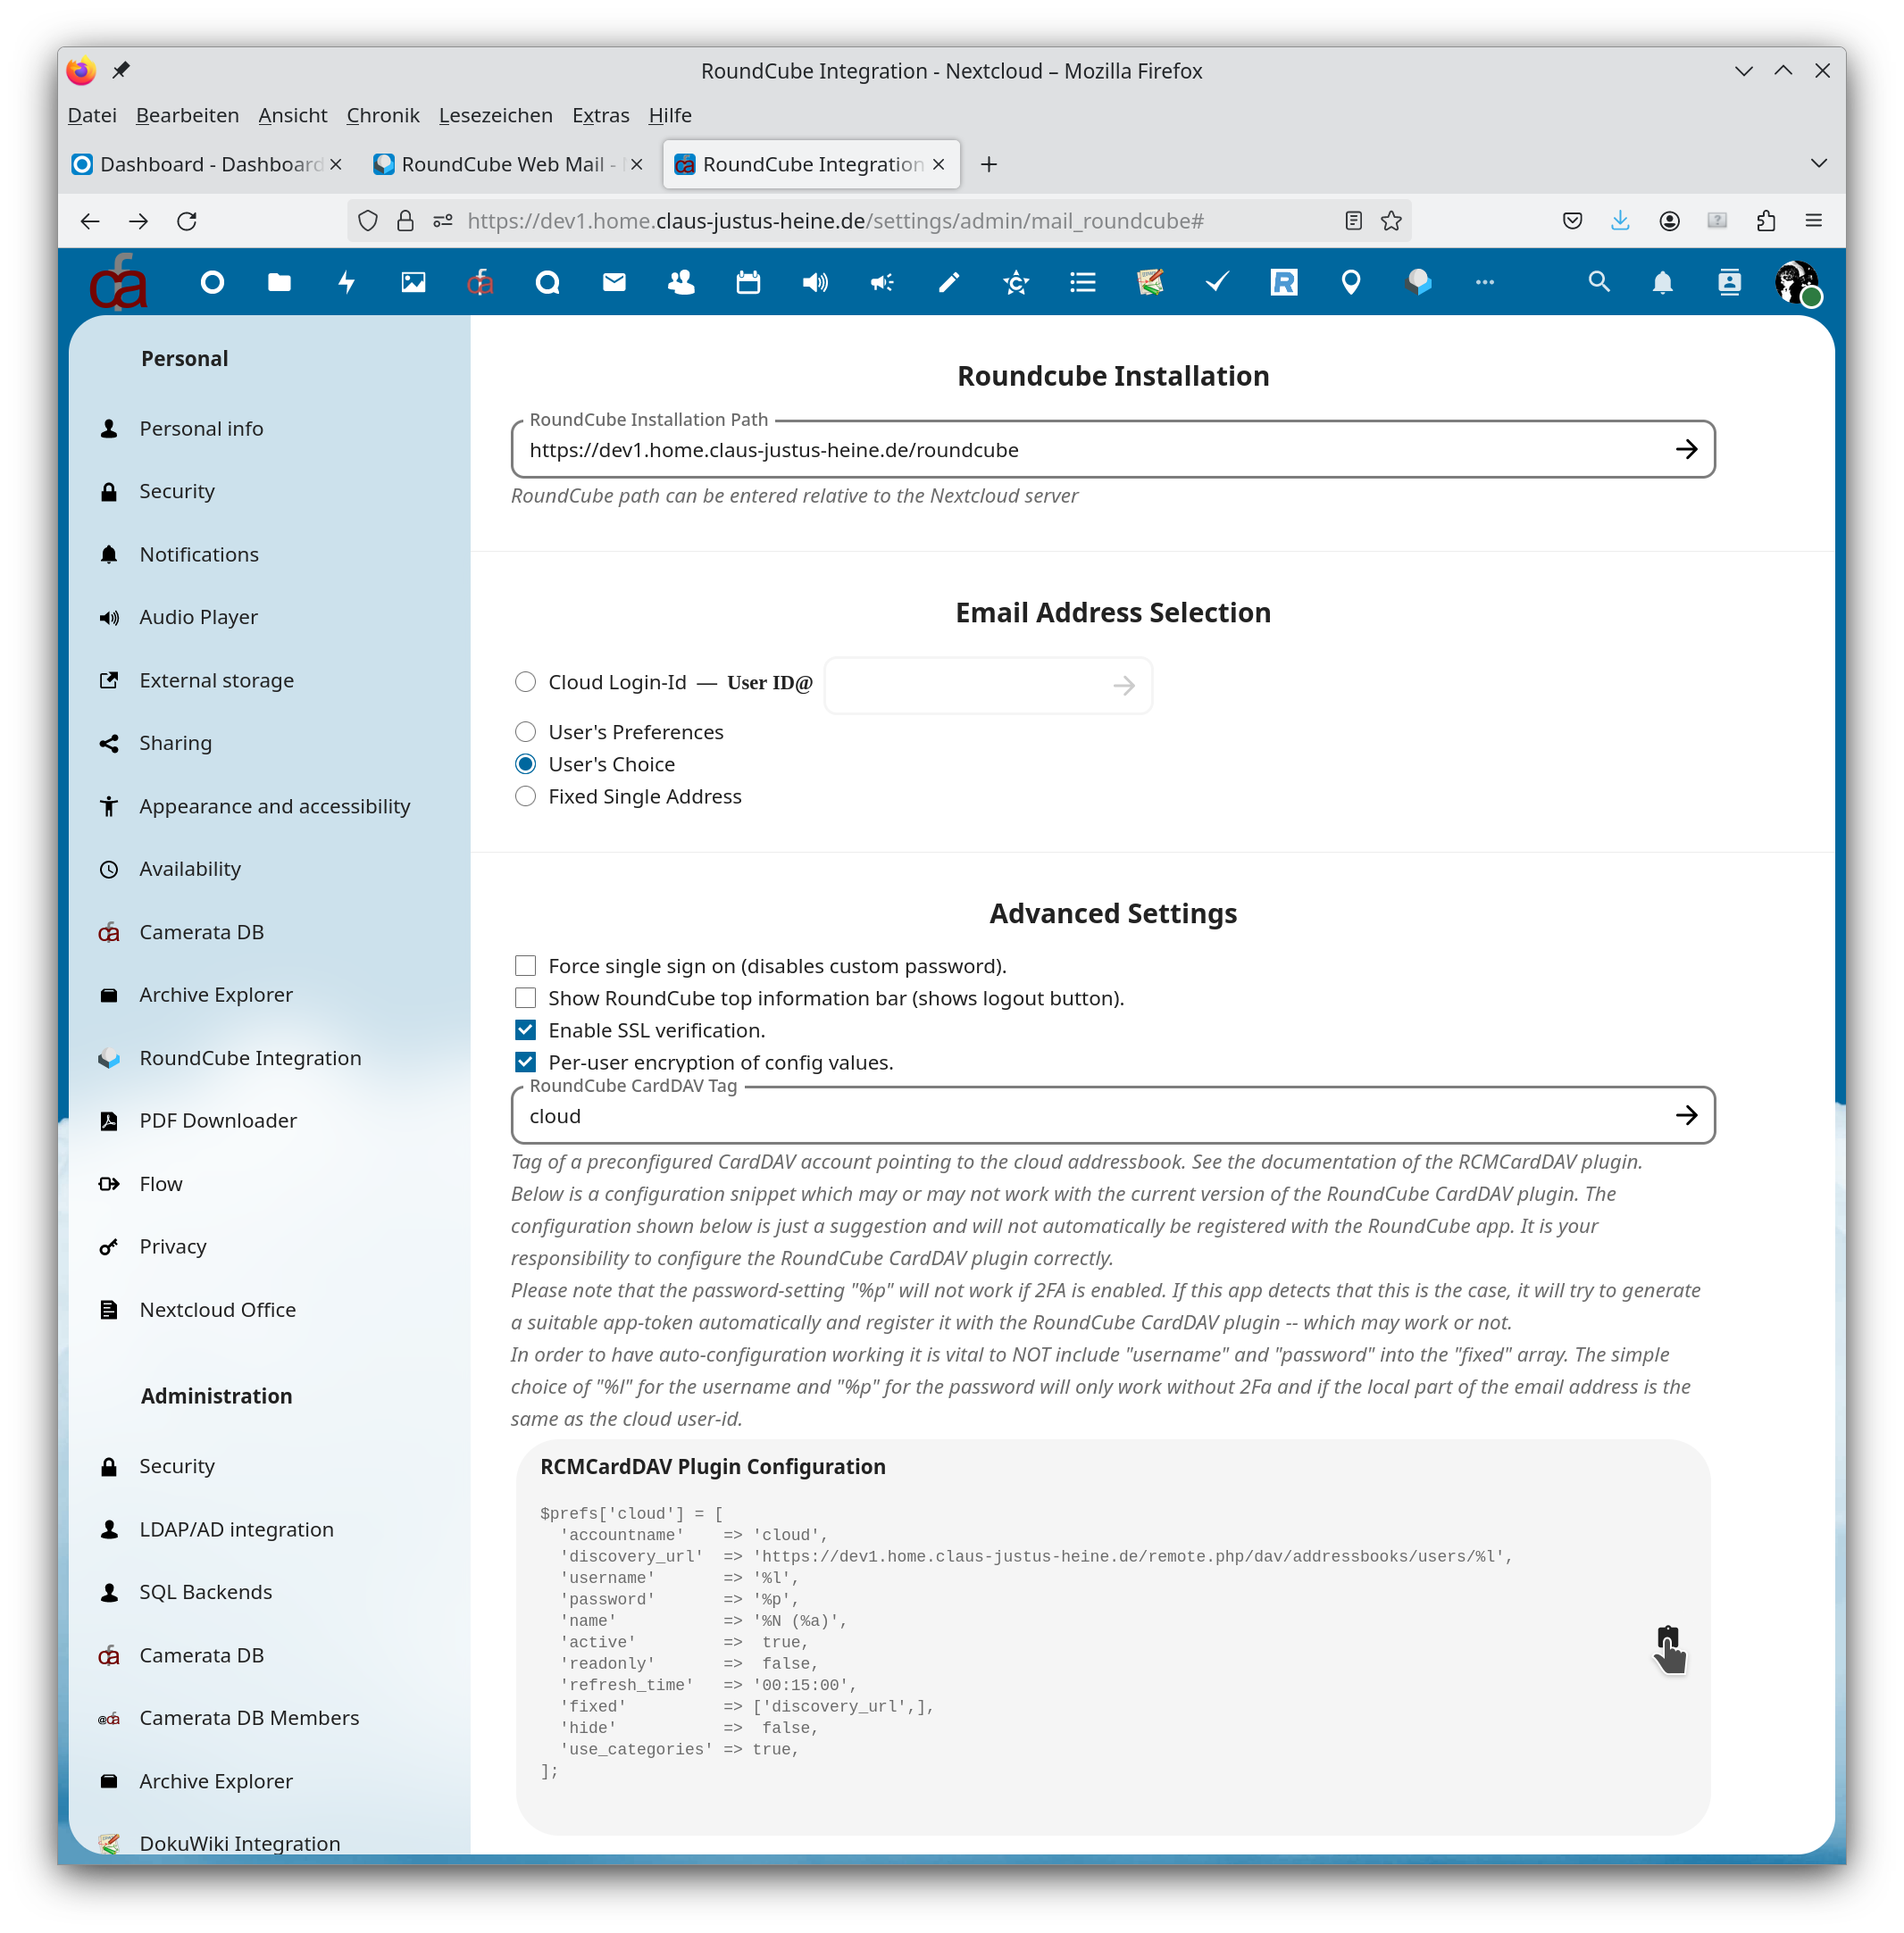 RoundCube Integration - Nextcloud – Mozilla Firefox
Datei Bearbeiten Ansicht Chronik Lesezeichen Extras Hilfe
Dashboard - Dashboard
RoundCube Web Mail -
RoundCube Integration
https://dev1.home.claus-justus-heine.de/settings/admin/mail_roundcube#
Personal
Personal info
Security
Notifications
Audio Player
External storage
Sharing
Appearance and accessibility
Availability
Camerata DB
Archive Explorer
RoundCube Integration
PDF Downloader
Flow
Privacy
Nextcloud Office
Administration
Security
LDAP/AD integration
SQL Backends
Camerata DB
Camerata DB Members
Archive Explorer
DokuWiki Integration
Roundcube Installation
RoundCube Installation Path
https://dev1.home.claus-justus-heine.de/roundcube
RoundCube path can be entered relative to the Nextcloud server
Email Address Selection
Cloud Login-Id — User ID@
User's Preferences
User's Choice
Fixed Single Address
Advanced Settings
Force single sign on (disables custom password).
Show RoundCube top information bar (shows logout button).
Enable SSL verification.
Per-user encryption of config values.
RoundCube CardDAV Tag
cloud
Tag of a preconfigured CardDAV account pointing to the cloud addressbook. See the documentation of the RCMCardDAV plugin.
Below is a configuration snippet which may or may not work with the current version of the RoundCube CardDAV plugin. The
configuration shown below is just a suggestion and will not automatically be registered with the RoundCube app. It is your
responsibility to configure the RoundCube CardDAV plugin correctly.
Please note that the password-setting "%p" will not work if 2FA is enabled. If this app detects that this is the case, it will try to generate
a suitable app-token automatically and register it with the RoundCube CardDAV plugin -- which may work or not.
In order to have auto-configuration working it is vital to NOT include "username" and "password" into the "fixed" array. The simple
choice of "%l" for the username and "%p" for the password will only work without 2Fa and if the local part of the email address is the
same as the cloud user-id.
RCMCardDAV Plugin Configuration
$prefs['cloud'] = [
'accountname' => 'cloud',
'discovery_url' => 'https://dev1.home.claus-justus-heine.de/remote.php/dav/addressbooks/users/%l',
'username' => '%l',
'password' => '%p',
'name' => '%N (%a)',
'active' => true,
'readonly' => false,
'refresh_time' => '00:15:00',
'fixed' => ['discovery_url',],
'hide' => false,
'use_categories' => true,
];